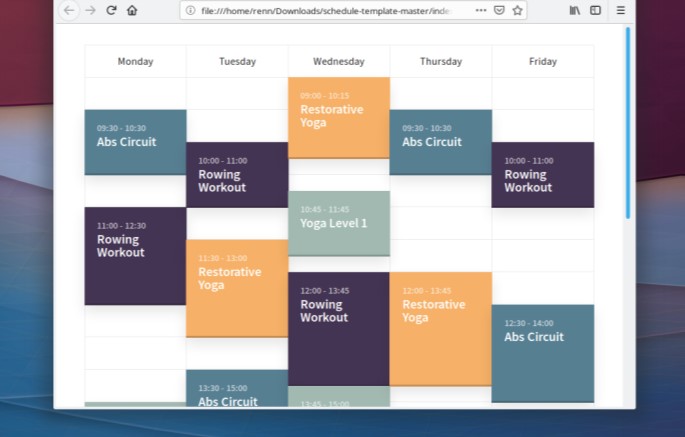 file:///home/renn/Downloads/schedule-template-master/inde
Monday
Tuesday
Wednesday
Thursday
Friday
09:30 - 10:30
Abs Circuit
11:00 - 12:30
Rowing
Workout
10:00 - 11:00
Rowing
Workout
11:30 - 13:00
Restorative
Yoga
13:30 - 15:00
Abs Circuit
09:00 - 10:15
Restorative
Yoga
10:45 - 11:45
Yoga Level 1
12:00 - 13:45
Rowing
Workout
13:45 - 15:00
09:30 - 10:30
Abs Circuit
12:00 - 13:45
Restorative
Yoga
10:00 - 11:00
Rowing
Workout
12:30 - 14:00
Abs Circuit